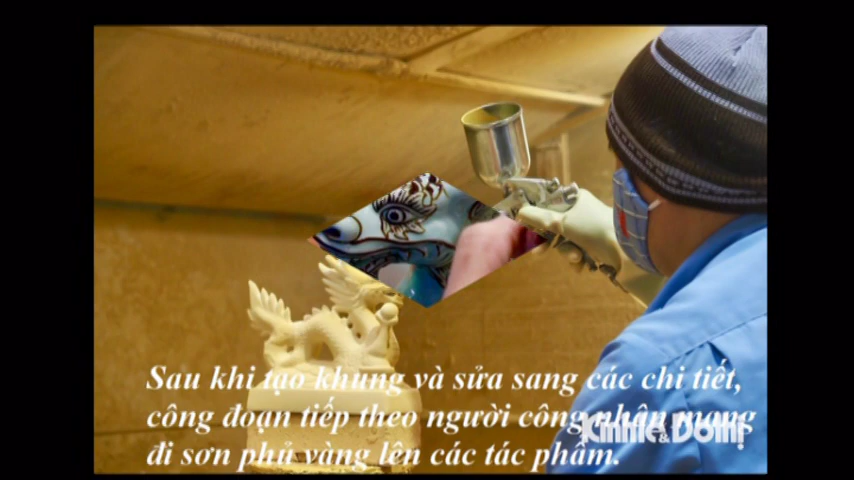 Sau khi tạo khung và sửa sang các chi tiết,
công đoạn tiếp theo người công nhân mang
đi sơn phủ vàng lên các tác phẩm.